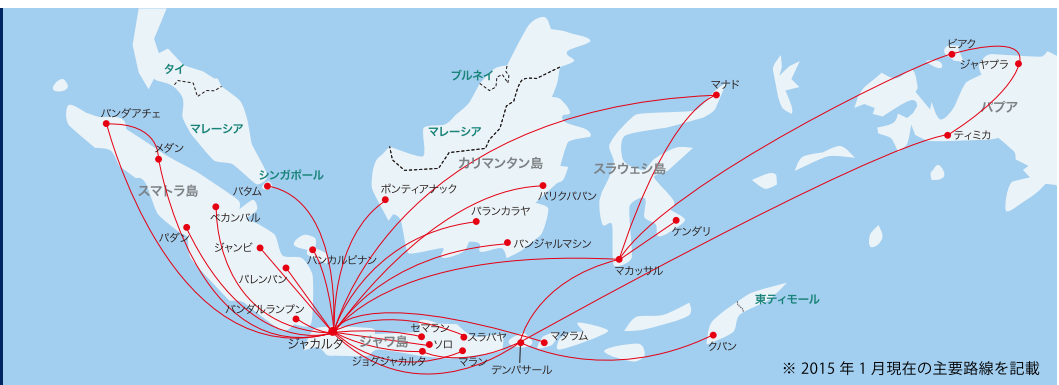 ビアク
タイ
ジャヤプラ
ブルネイ
マナド
パプア
バンダアチェ
マレーシア
マレーシア
ティミカ
メダン
カリマンタン島
スラウェシ島
シンガポール
スマトラ島
バタム
ポンティアナック
バリクパパン
ペカンバル
パランカラヤ
ケンダリ
パダン
ジャンビ
パンカルピナン
バンジャルマシン
マカッサル
パレンバン
東ティモール
バンダルランプン
セマラン
スラバヤ
マタラム
ジャカルタ
ジャワ島
ソロ
クパン
ジョグジャカルタ
マラン
デンパサール
※ 2015 年 1 月現在の主要路線を記載